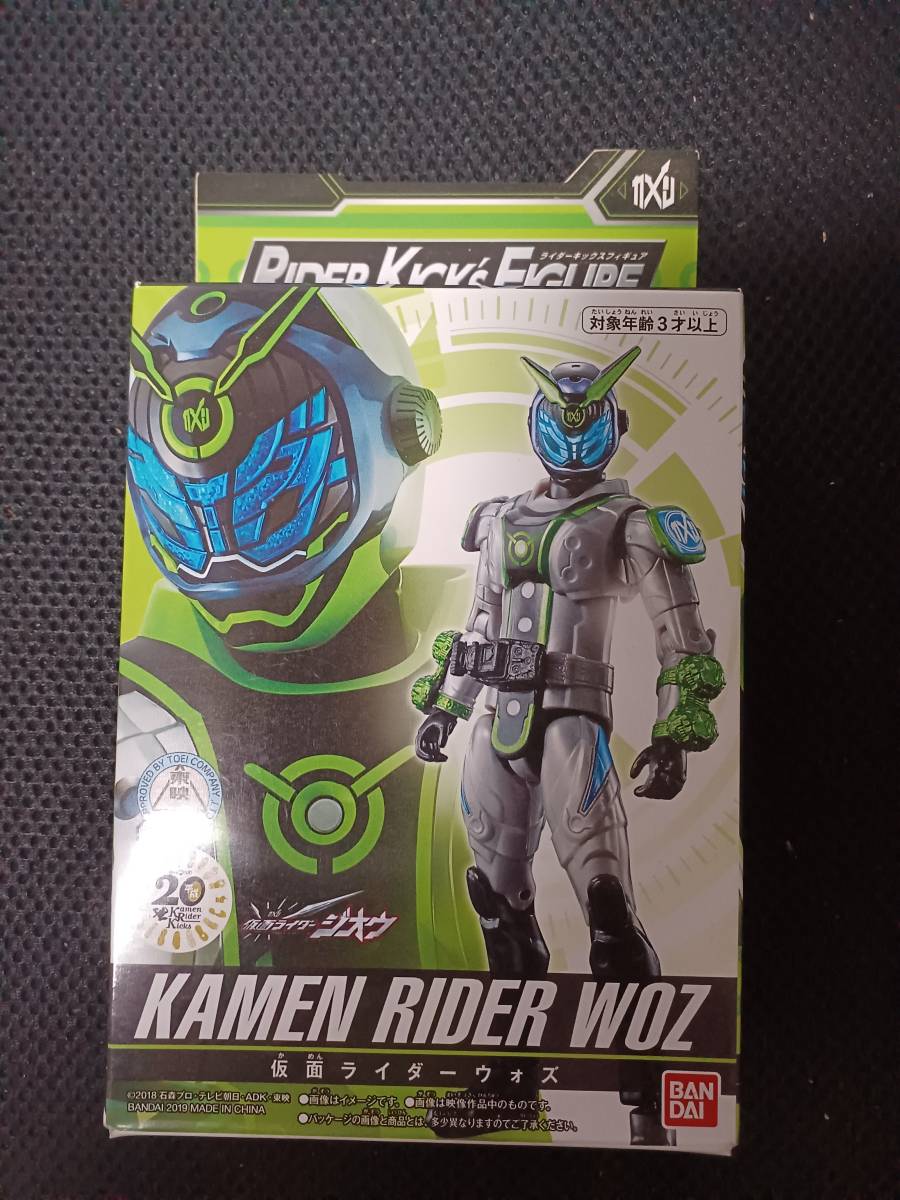 ライダーキックスフィギュア
RIDER KICK'S FIGURE
たいしょうねんれい さいいじょう
対象年齢3才以上
APPROVED BY TOEI COMPANY
東映
20
平成
Kamen
Rider
Kicks
仮面ライダージオウ
KAMEN RIDER WOZ
かめん
仮面ライダーウォズ
©2018 石森プロ・テレビ朝日・ADK・東映
BANDAI 2019 MADE IN CHINA
●画像はイメージです。 ●画像は映像作品中のものです。
●パッケージの画像と商品とは、多少異なりますのでご了承ください。
BAN
DAI